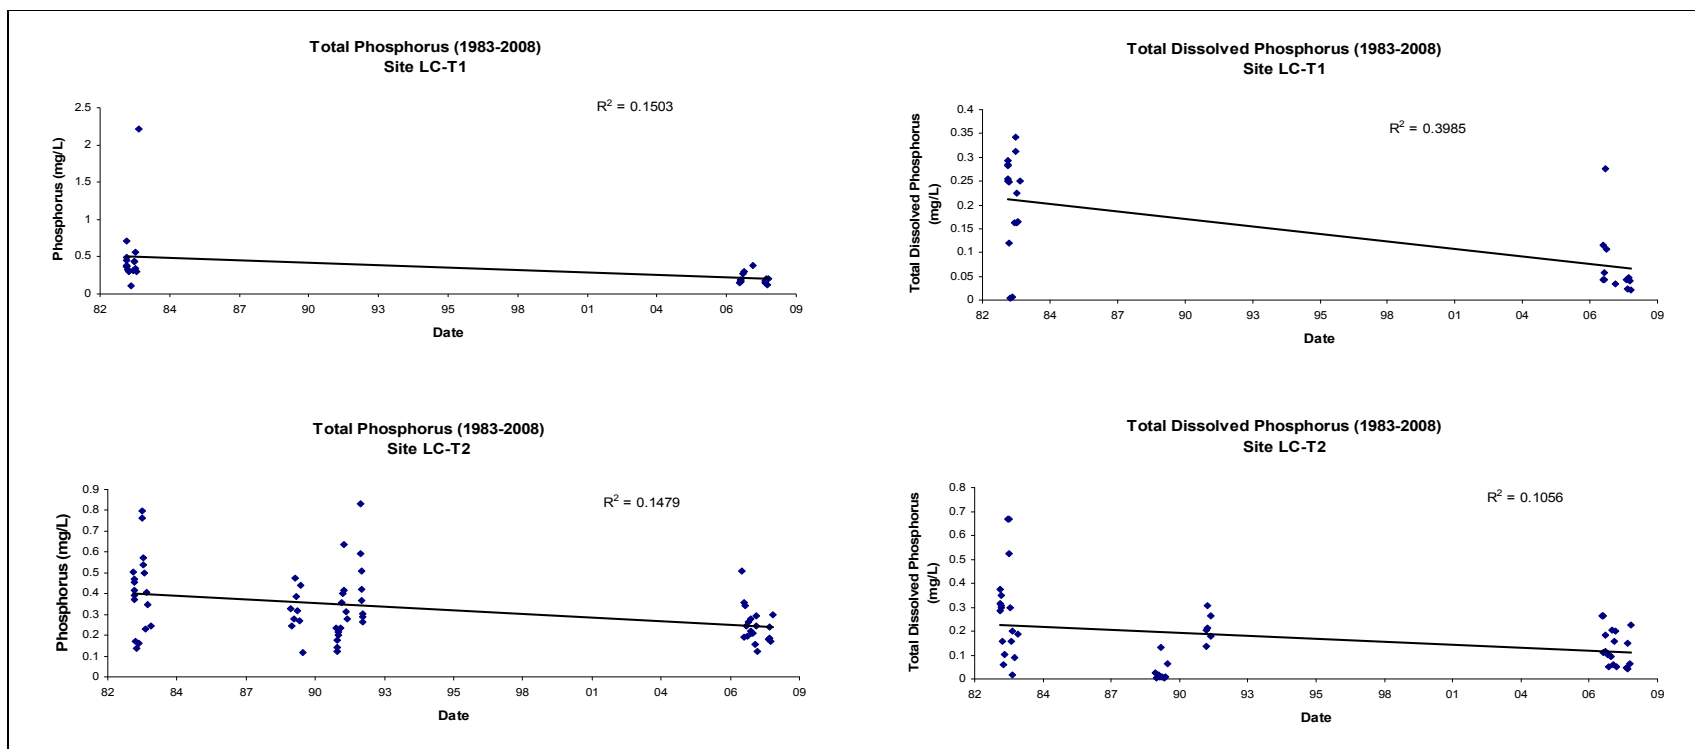 Total Phosphorus (1983-2008)
Site LC-T1
R² = 0.1503
Phosphorus (mg/L)
2.5
2
1.5
1
0.5
0
82 84 87 90 93 95 98 01 04 06 09
Date
Total Dissolved Phosphorus (1983-2008)
Site LC-T1
R² = 0.3985
Total Dissolved Phosphorus
(mg/L)
0.4
0.35
0.3
0.25
0.2
0.15
0.1
0.05
0
82 84 87 90 93 95 98 01 04 06 09
Date
Total Phosphorus (1983-2008)
Site LC-T2
R² = 0.1479
Phosphorus (mg/L)
0.9
0.8
0.7
0.6
0.5
0.4
0.3
0.2
0.1
0
82 84 87 90 93 95 98 01 04 06 09
Date
Total Dissolved Phosphorus (1983-2008)
Site LC-T2
R² = 0.1056
Total Dissolved Phosphorus
(mg/L)
0.8
0.7
0.6
0.5
0.4
0.3
0.2
0.1
0
82 84 87 90 93 95 98 01 04 06 09
Date